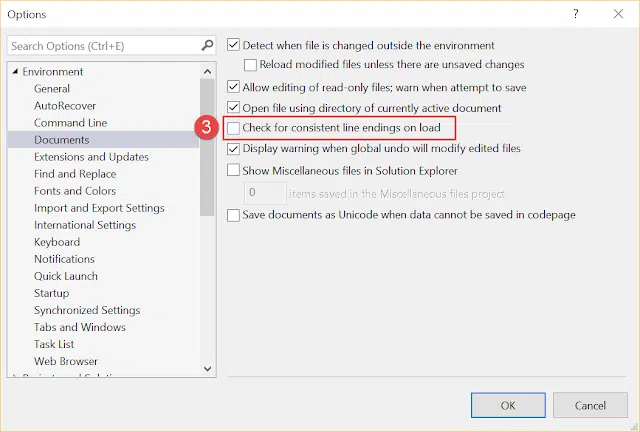 Options
?
Search Options (Ctrl+E)
Environment
General
AutoRecover
Command Line
Documents
Extensions and Updates
Find and Replace
Fonts and Colors
Import and Export Settings
International Settings
Keyboard
Notifications
Quick Launch
Startup
Synchronized Settings
Tabs and Windows
Task List
Web Browser
Detect when file is changed outside the environment
Reload modified files unless there are unsaved changes
Allow editing of read-only files; warn when attempt to save
Open file using directory of currently active document
3
Check for consistent line endings on load
Display warning when global undo will modify edited files
Show Miscellaneous files in Solution Explorer
0 items saved in the Miscellaneous files project
Save documents as Unicode when data cannot be saved in codepage
OK
Cancel